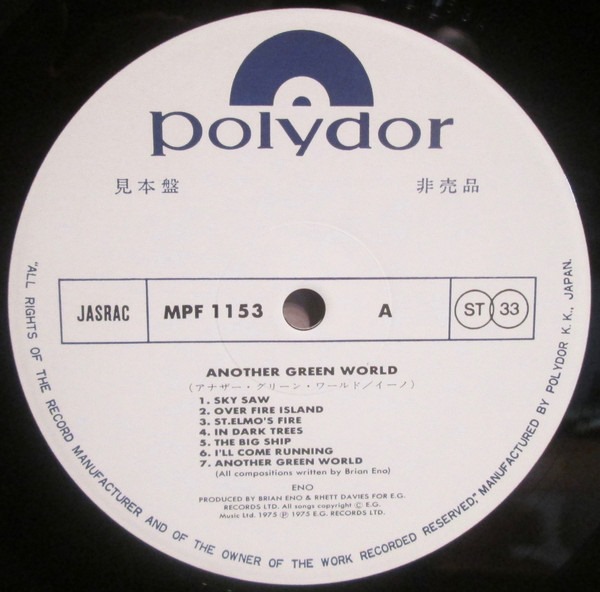 polydor
見本盤
非売品
JASRAC
MPF 1153
A
ST 33
ANOTHER GREEN WORLD
(アナザー・グリーン・ワールド/イーノ)
1. SKY SAW
2. OVER FIRE ISLAND
3. ST.ELMO'S FIRE
4. IN DARK TREES
5. THE BIG SHIP
6. I'LL COME RUNNING
7. ANOTHER GREEN WORLD
(All compositions written by Brian Eno)
ENO
PRODUCED BY BRIAN ENO & RHETT DAVIES FOR E.G.
RECORDS LTD. All songs copyright © E.G.
Music Ltd. 1975 ℗ 1975 E.G. RECORDS LTD.
"ALL RIGHTS OF THE RECORD MANUFACTURER AND OF THE OWNER OF THE WORK RECORDED RESERVED," MANUFACTURED BY POLYDOR K.K., JAPAN.